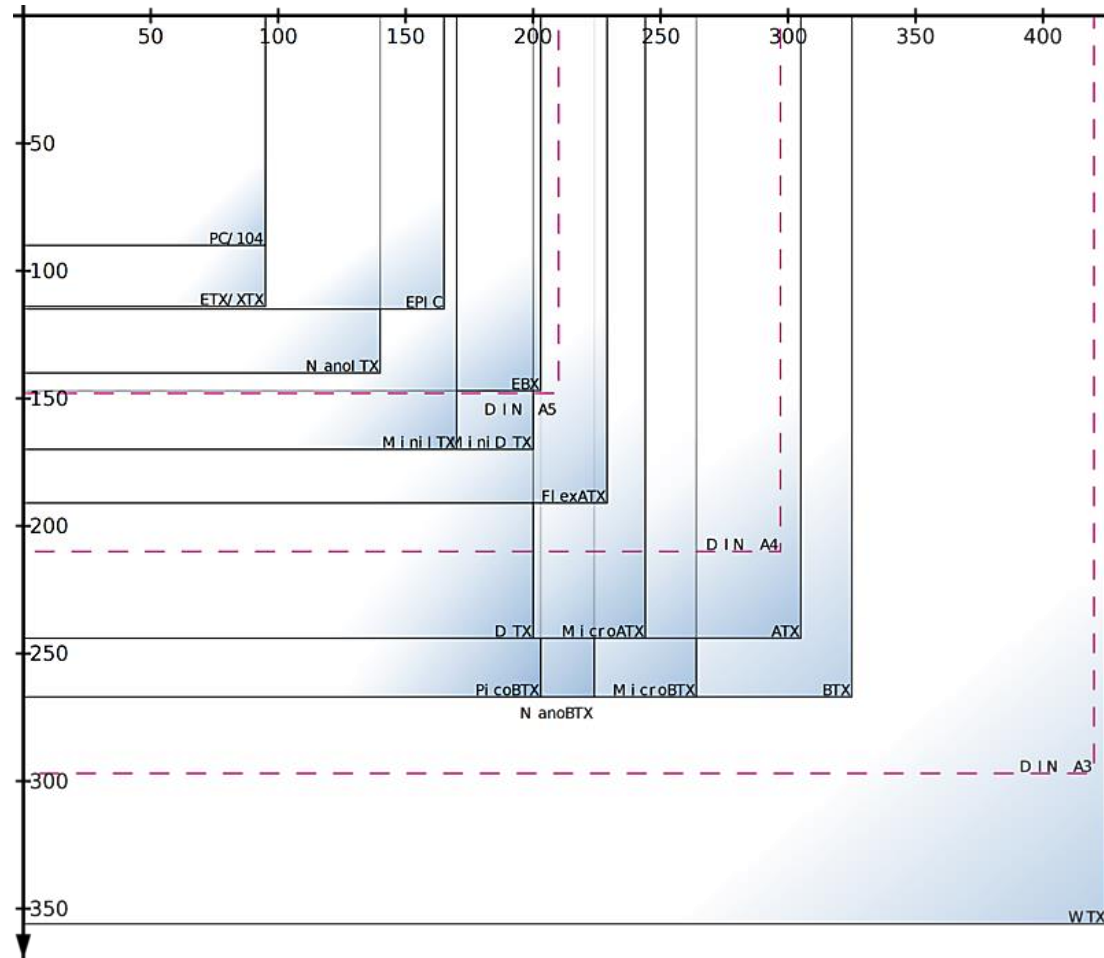 50 100 150 200 250 300 350 400
50
PC/104
100
ETX/XTX EPIC
NanoITX
EBX
150
DIN A5
MiniITX MiniDTX
FlexATX
200
DIN A4
DTX MicroATX ATX
250
PicoBTX MicroBTX BTX
NanoBTX
DIN A3
300
350
WTX